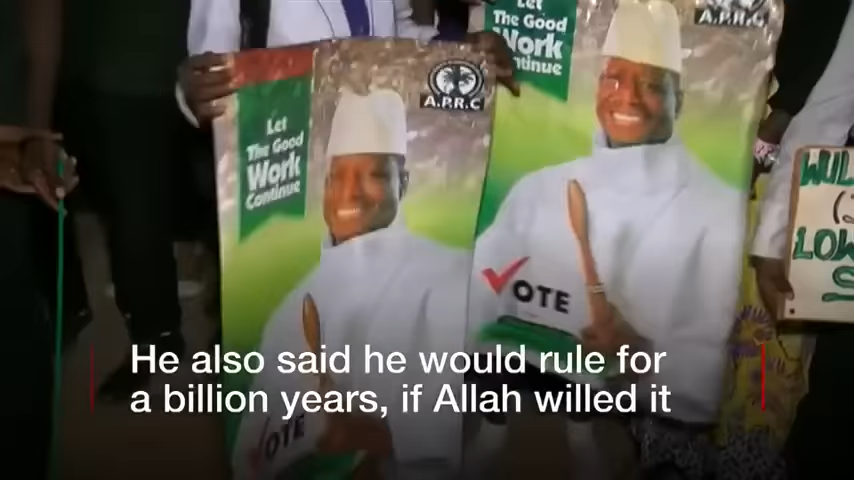 Let
The Good
Work
Continue
A.P.R.C
VOTE
Let
The Good
Work
A.P.R.C
VOTE
He also said he would rule for
a billion years, if Allah willed it